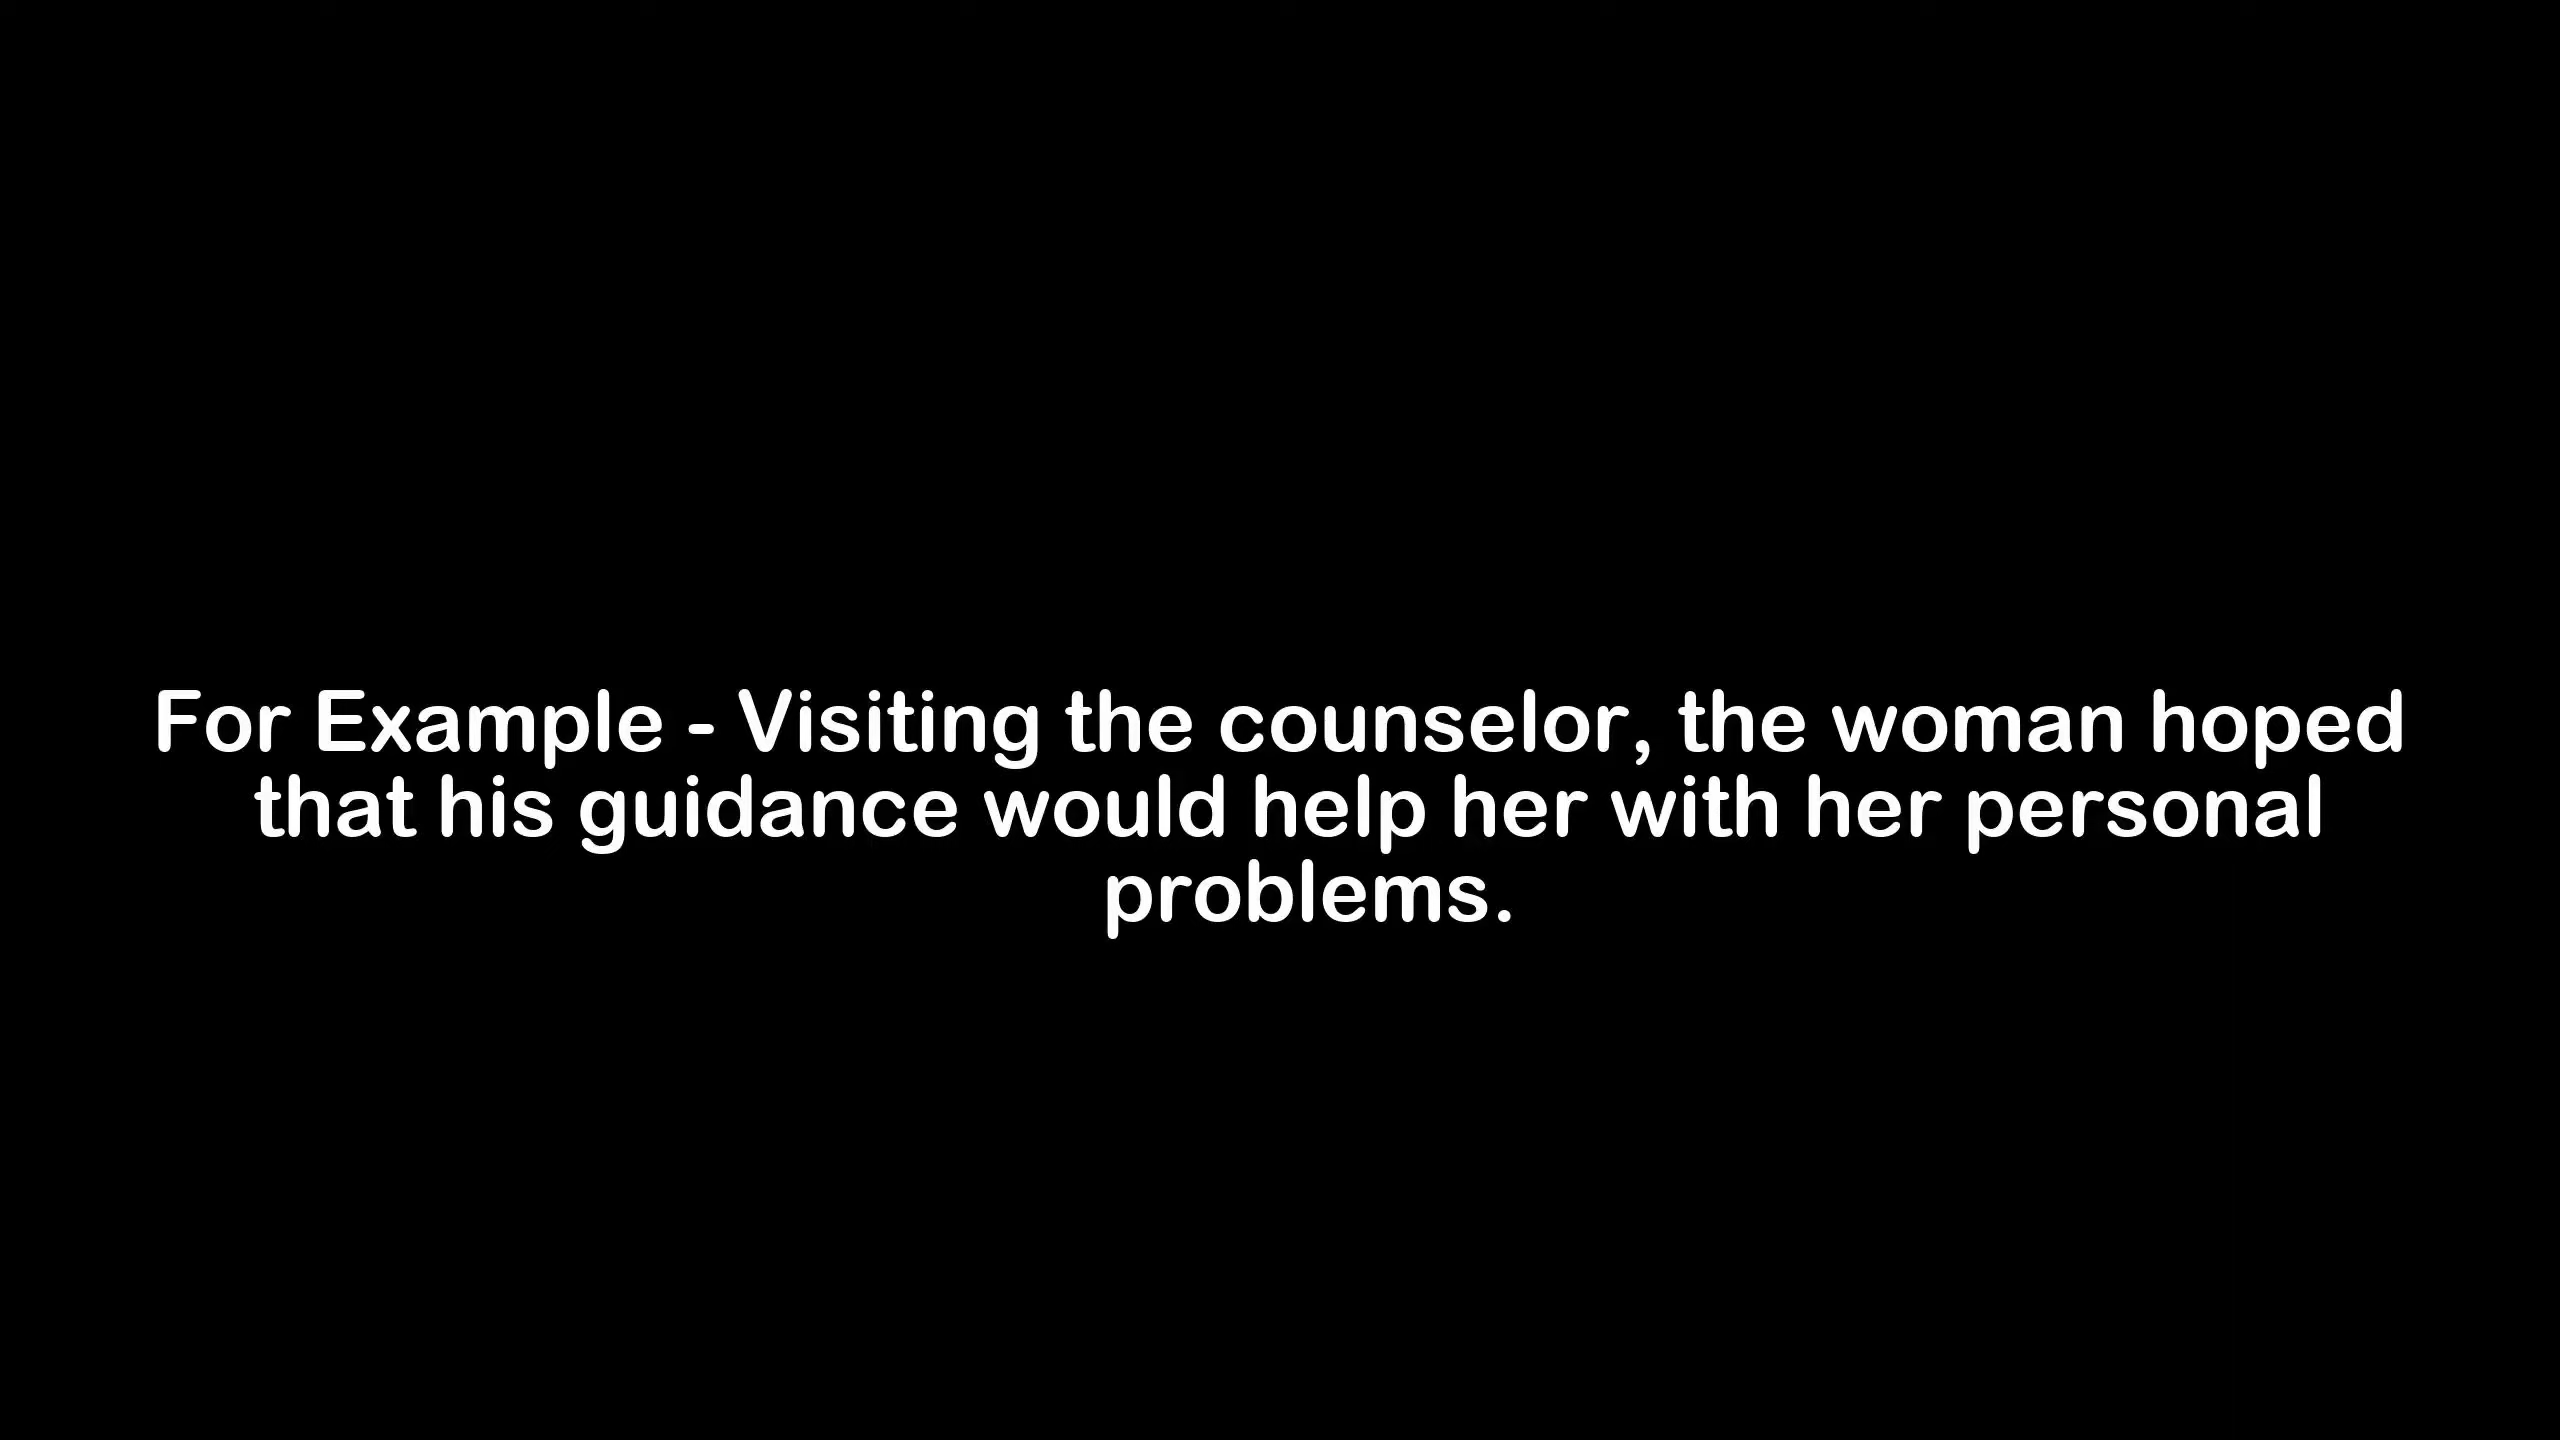 For Example - Visiting the counselor, the woman hoped
that his guidance would help her with her personal
problems.